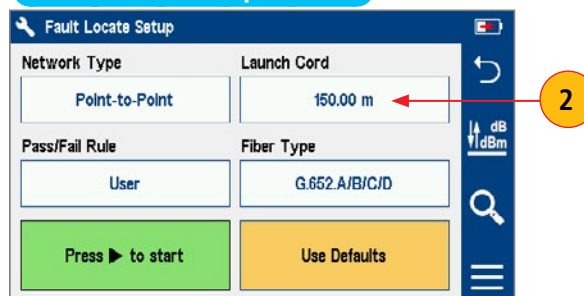 Fault Locate Setup
Network Type
Launch Cord
Point-to-Point
150.00 m
2
dB
dBm
Pass/Fail Rule
Fiber Type
User
G.652.A/B/C/D
Press ▶ to start
Use Defaults